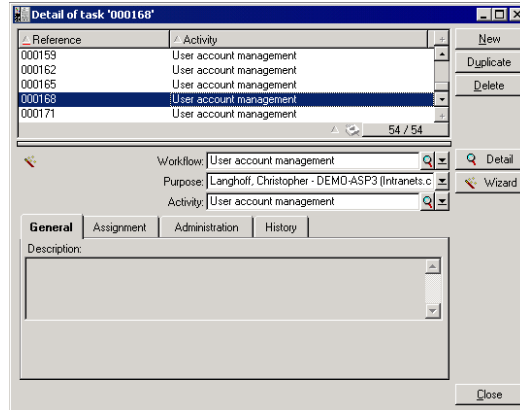 Detail of task '000168'
Reference Activity
000159 User account management
000162 User account management
000165 User account management
000168 User account management
000171 User account management
54 / 54
New
Duplicate
Delete
Workflow: User account management
Purpose: Langhoff, Christopher - DEMO-ASP3 (Intranets.c
Activity: User account management
Detail
Wizard
General Assignment Administration History
Description:
Close